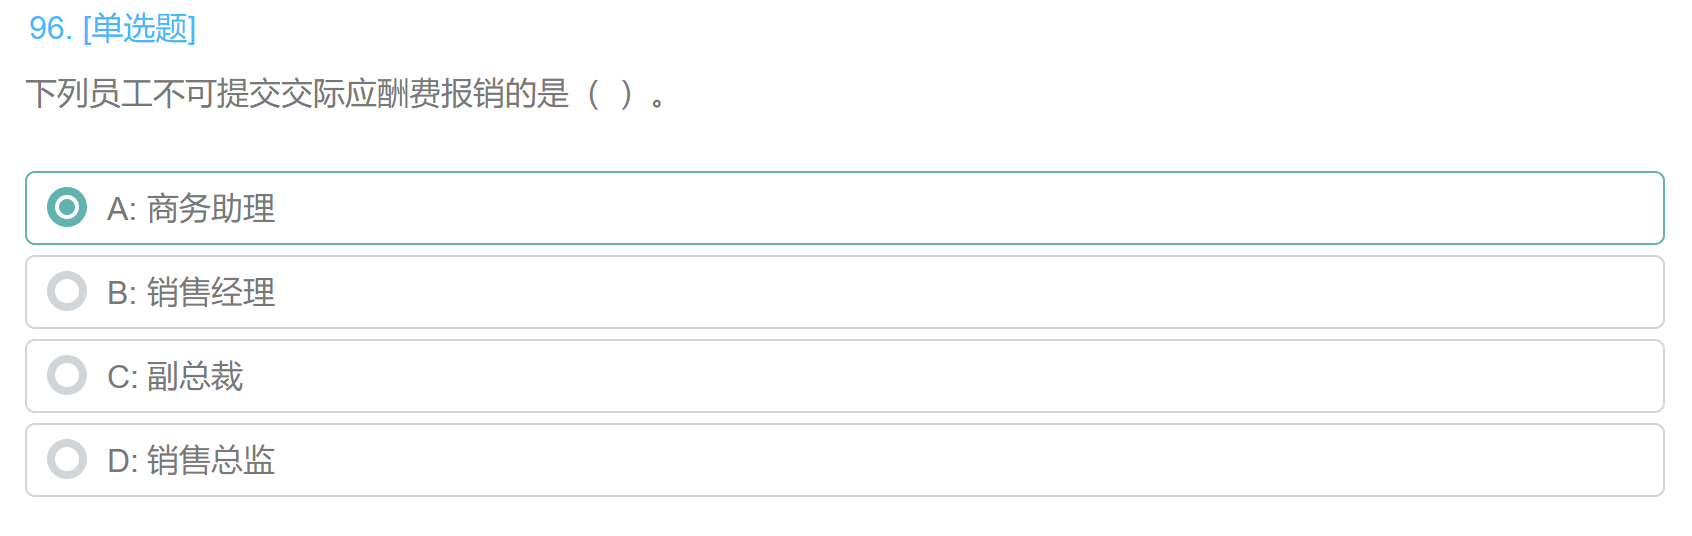 96. [单选题]
下列员工不可提交交际应酬费报销的是（  ）。
A: 商务助理
B: 销售经理
C: 副总裁
D: 销售总监